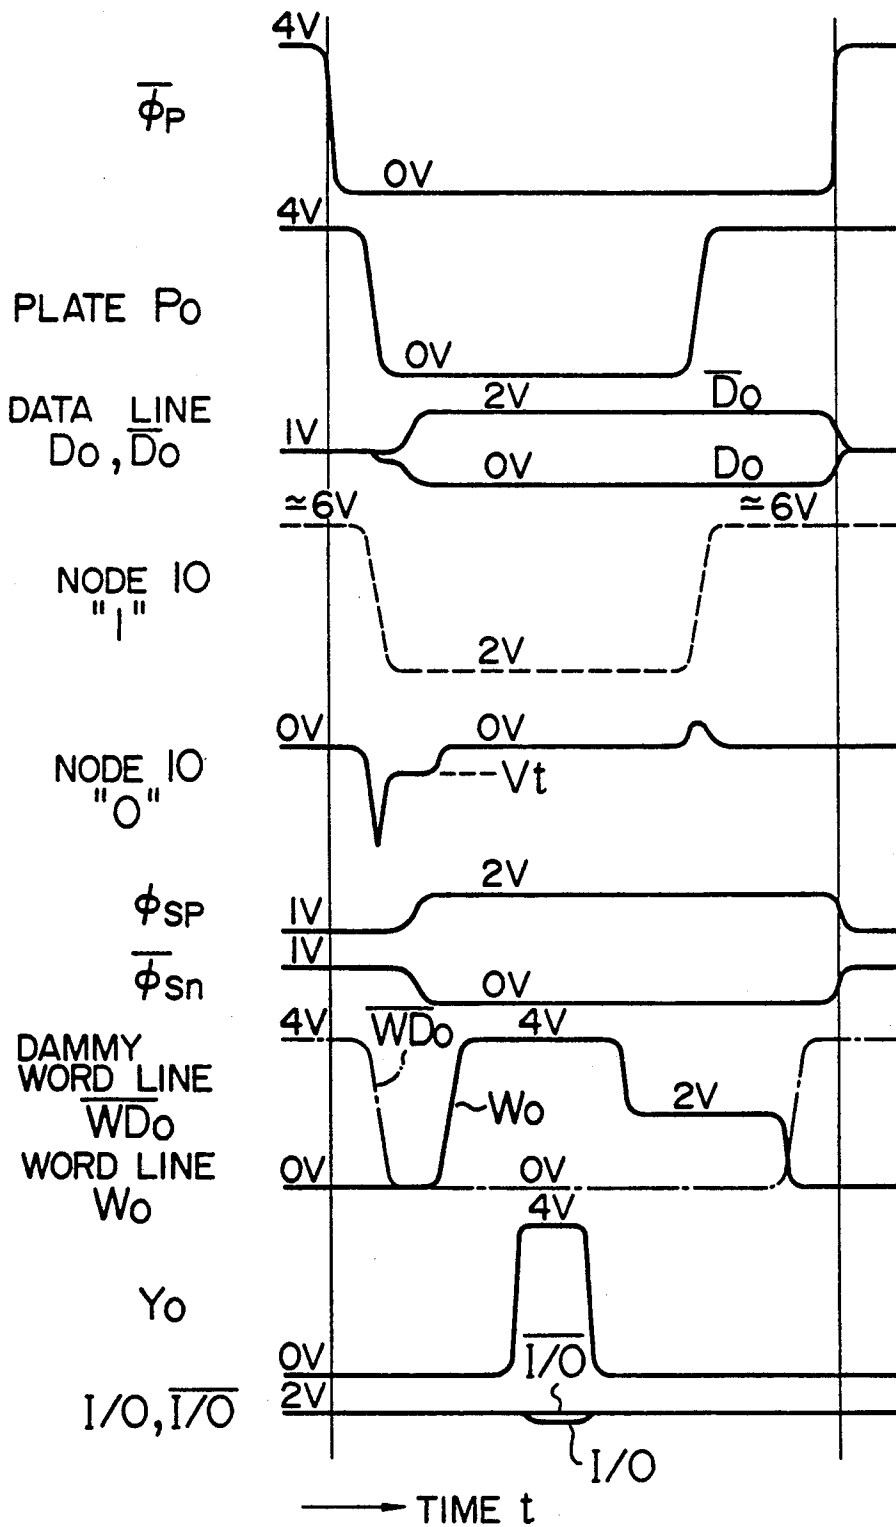 4V
φ̅P
0V
4V
PLATE Po
0V
DATA LINE
Do, D̅o
1V
2V
D̅o
0V
Do
≃6V
≃6V
NODE 10
"1"
2V
0V
0V
NODE 10
"0"
Vt
φSP
1V
2V
φ̅Sn
1V
0V
4V
W̅D̅o
4V
DAMMY
WORD LINE
W̅D̅o
Wo
2V
WORD LINE
Wo
0V
0V
4V
Yo
0V
I̅/̅O̅
I/O, I̅/̅O̅
2V
I/O
TIME t